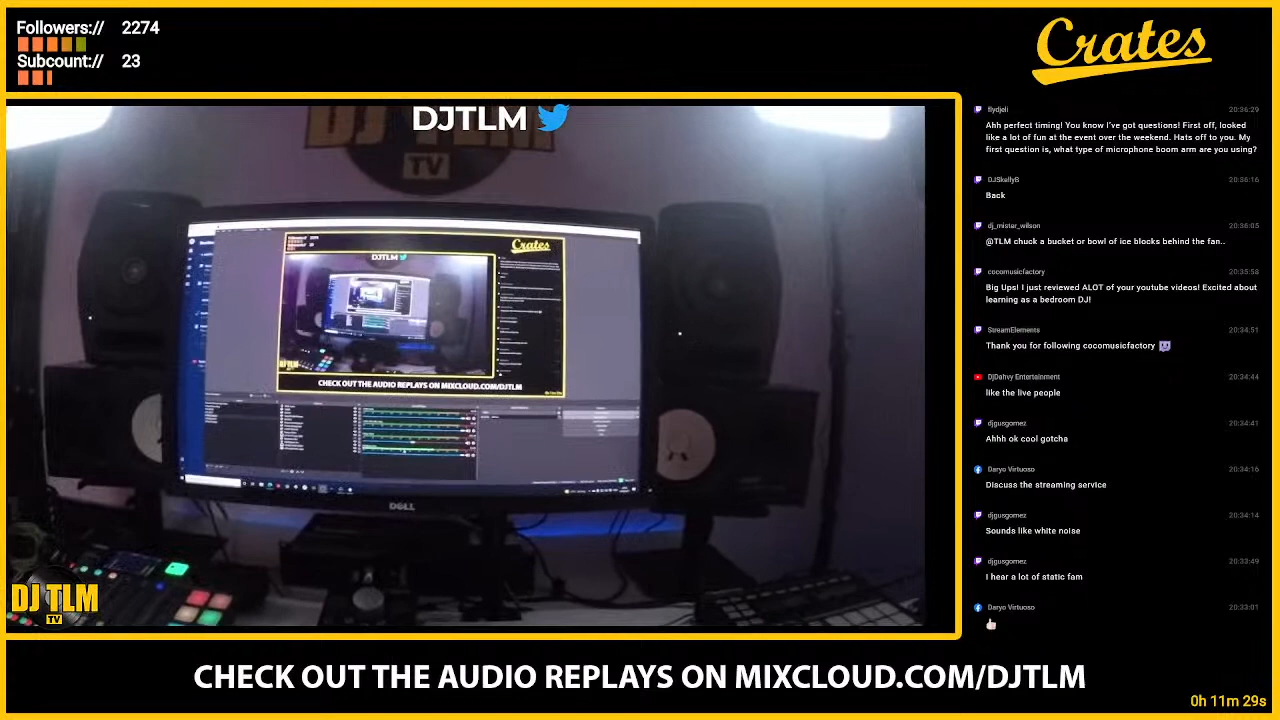 Followers:// 2274
Subcount:// 23
Crates
DJTLM
DJ
TV
flydjeli 20:36:29
Ahh perfect timing! You know I've got questions! First off, looked
like a lot of fun at the event over the weekend. Hats off to you. My
first question is, what type of microphone boom arm are you using?
DJSkellyB 20:36:16
Back
dj_mister_wilson 20:36:05
@TLM chuck a bucket or bowl of ice blocks behind the fan..
cocomusicfactory 20:35:58
Big Ups! I just reviewed ALOT of your youtube videos! Excited about
learning as a bedroom DJ!
StreamElements 20:34:51
Thank you for following cocomusicfactory
DjDahvy Entertainment 20:34:44
like the live people
djgusgomez 20:34:41
Ahhh ok cool gotcha
Daryo Virtuoso 20:34:16
Discuss the streaming service
djgusgomez 20:34:14
Sounds like white noise
djgusgomez 20:33:49
I hear a lot of static fam
Daryo Virtuoso 20:33:01
Crates
DJTLM
CHECK OUT THE AUDIO REPLAYS ON MIXCLOUD.COM/DJTLM
DELL
DJ TLM
TV
CHECK OUT THE AUDIO REPLAYS ON MIXCLOUD.COM/DJTLM
0h 11m 29s